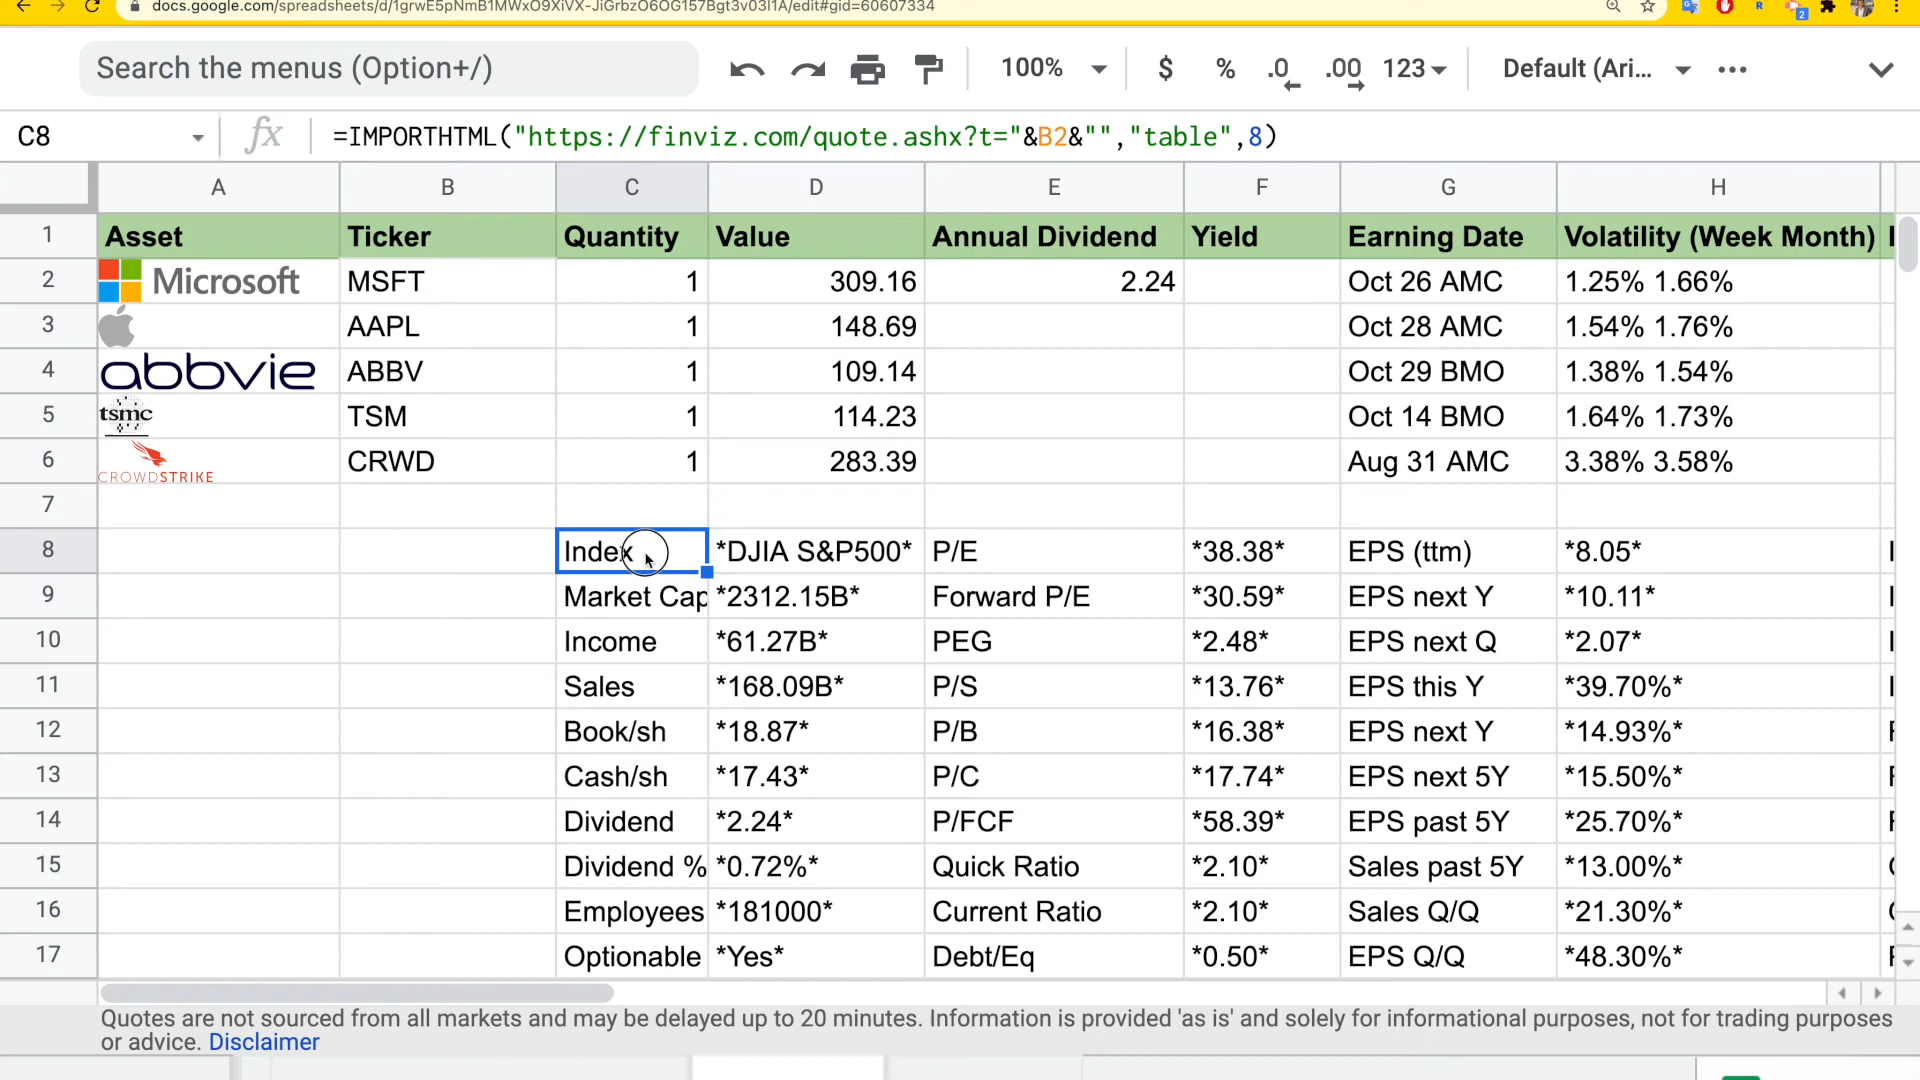 docs.google.com/spreadsheets/d/1grwE5pNmB1MWxO9XiVX-JiGrbzO6OG157Bgt3v03I1A/edit#gid=60607334
Search the menus (Option+/) 100% $ % .0 .00 123 Default (Ari...
C8 fx =IMPORTHTML("https://finviz.com/quote.ashx?t="&B2&"","table",8)
A B C D E F G H
1 Asset Ticker Quantity Value Annual Dividend Yield Earning Date Volatility (Week Month)
2 Microsoft MSFT 1 309.16 2.24 Oct 26 AMC 1.25% 1.66%
3 AAPL 1 148.69 Oct 28 AMC 1.54% 1.76%
4 abbvie ABBV 1 109.14 Oct 29 BMO 1.38% 1.54%
5 tsmc TSM 1 114.23 Oct 14 BMO 1.64% 1.73%
6 CROWDSTRIKE CRWD 1 283.39 Aug 31 AMC 3.38% 3.58%
7
8 Index *DJIA S&P500* P/E *38.38* EPS (ttm) *8.05*
9 Market Cap *2312.15B* Forward P/E *30.59* EPS next Y *10.11*
10 Income *61.27B* PEG *2.48* EPS next Q *2.07*
11 Sales *168.09B* P/S *13.76* EPS this Y *39.70%*
12 Book/sh *18.87* P/B *16.38* EPS next Y *14.93%*
13 Cash/sh *17.43* P/C *17.74* EPS next 5Y *15.50%*
14 Dividend *2.24* P/FCF *58.39* EPS past 5Y *25.70%*
15 Dividend % *0.72%* Quick Ratio *2.10* Sales past 5Y *13.00%*
16 Employees *181000* Current Ratio *2.10* Sales Q/Q *21.30%*
17 Optionable *Yes* Debt/Eq *0.50* EPS Q/Q *48.30%*
Quotes are not sourced from all markets and may be delayed up to 20 minutes. Information is provided 'as is' and solely for informational purposes, not for trading purposes
or advice. Disclaimer